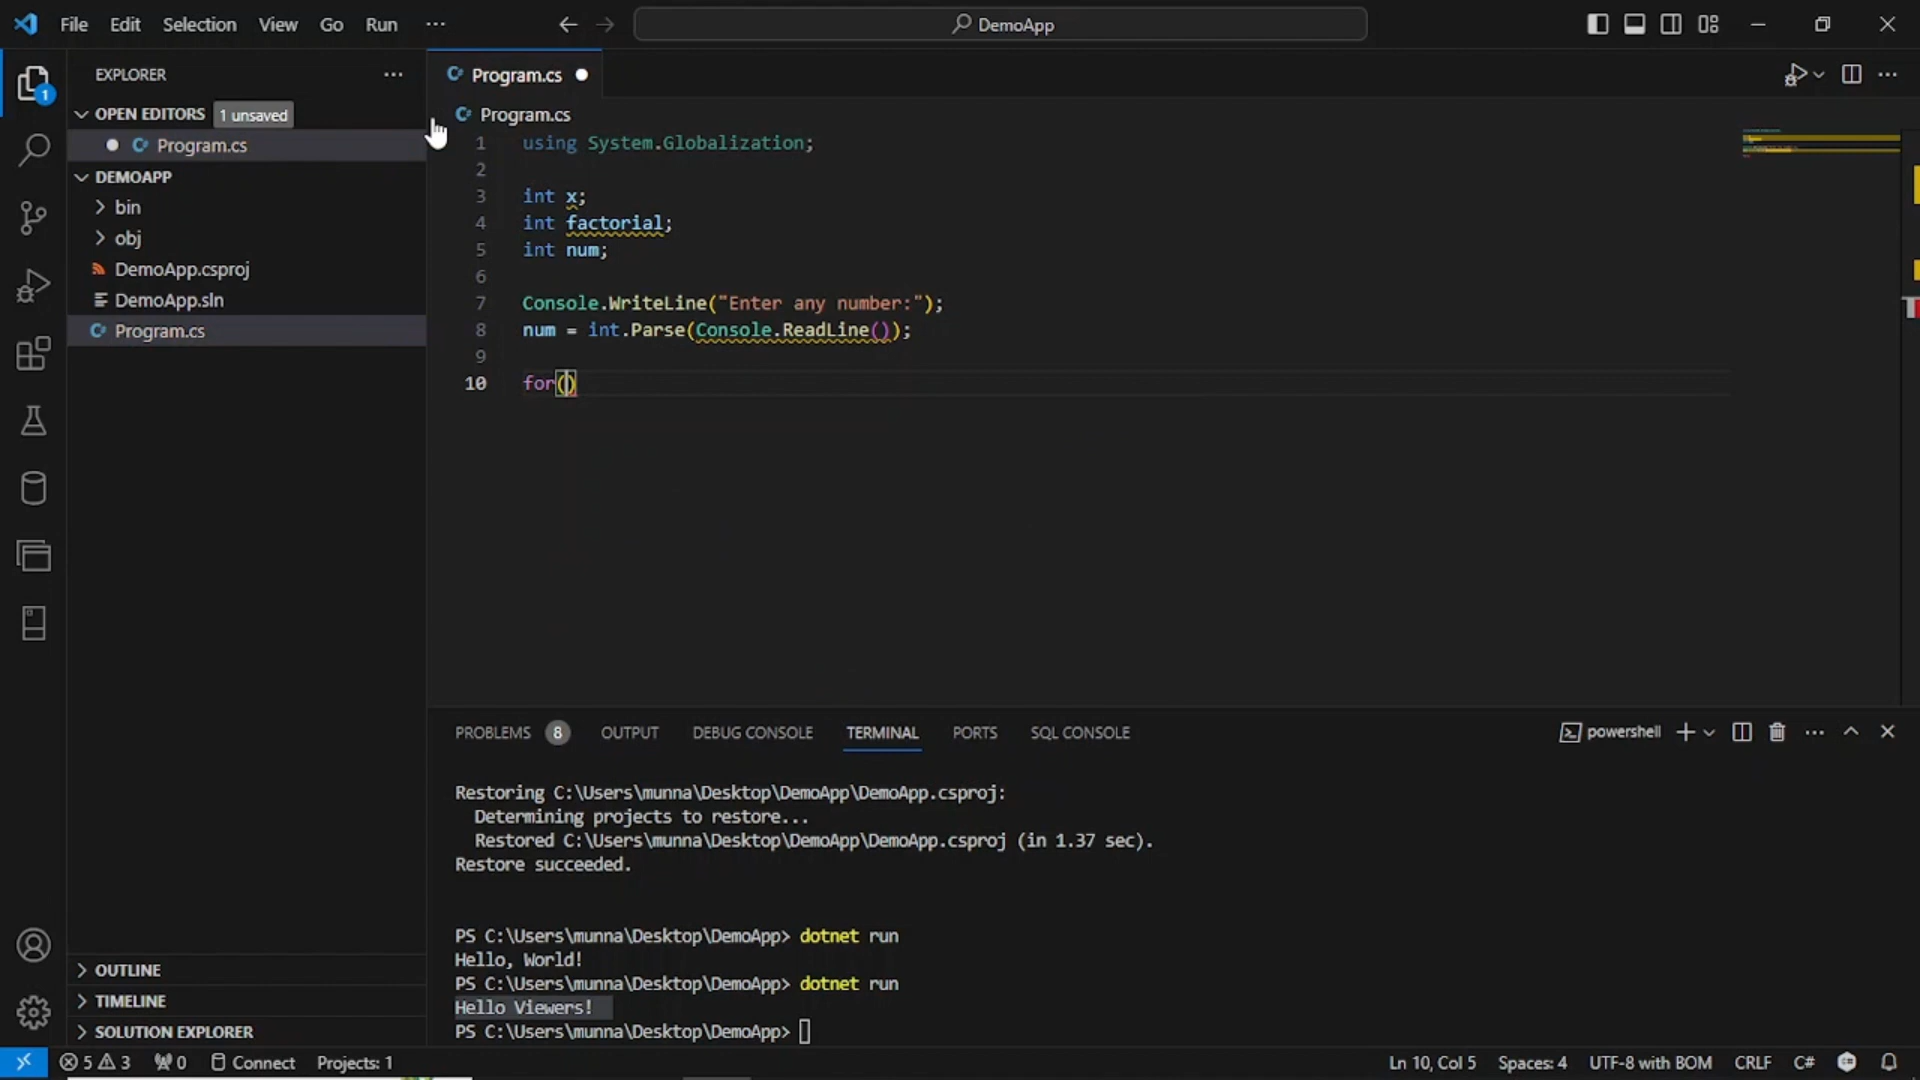 File Edit Selection View Go Run ··· DemoApp
EXPLORER ···
OPEN EDITORS 1 unsaved
Program.cs
DEMOAPP
bin
obj
DemoApp.csproj
DemoApp.sln
Program.cs
OUTLINE
TIMELINE
SOLUTION EXPLORER
1
Program.cs
Program.cs
1 using System.Globalization;
2
3 int x;
4 int factorial;
5 int num;
6
7 Console.WriteLine("Enter any number:");
8 num = int.Parse(Console.ReadLine());
9
10 for()
PROBLEMS 8 OUTPUT DEBUG CONSOLE TERMINAL PORTS SQL CONSOLE powershell
Restoring C:\Users\munna\Desktop\DemoApp\DemoApp.csproj:
Determining projects to restore...
Restored C:\Users\munna\Desktop\DemoApp\DemoApp.csproj (in 1.37 sec).
Restore succeeded.
PS C:\Users\munna\Desktop\DemoApp> dotnet run
Hello, World!
PS C:\Users\munna\Desktop\DemoApp> dotnet run
Hello Viewers!
PS C:\Users\munna\Desktop\DemoApp>
5 3 0 Connect Projects: 1 Ln 10, Col 5 Spaces: 4 UTF-8 with BOM CRLF C#